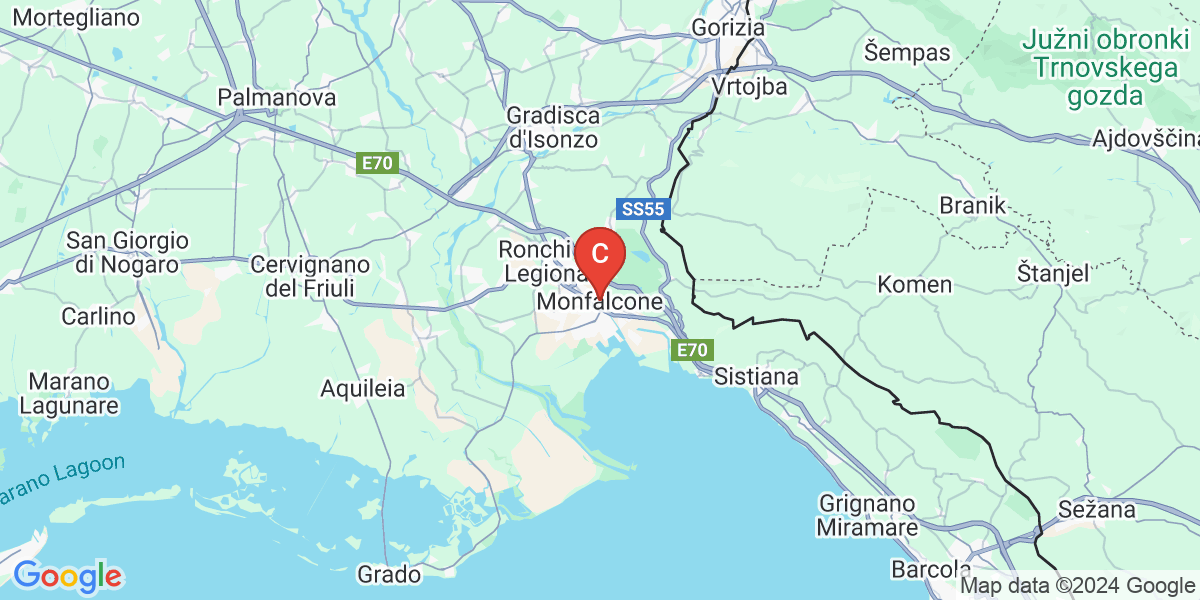 Mortegliano
Gorizia
Šempas
Južni obronki
Trnovskega
gozda
Palmanova
Vrtojba
Gradisca
d'Isonzo
Ajdovščina
E70
SS55
Branik
San Giorgio
di Nogaro
Ronchi
Legiona
C
Cervignano
del Friuli
Štanjel
Komen
Monfalcone
Carlino
E70
Sistiana
Marano
Lagunare
Aquileia
Marano Lagoon
Grignano
Miramare
Sežana
Barcola
Grado
Google
Map data ©2024 Google